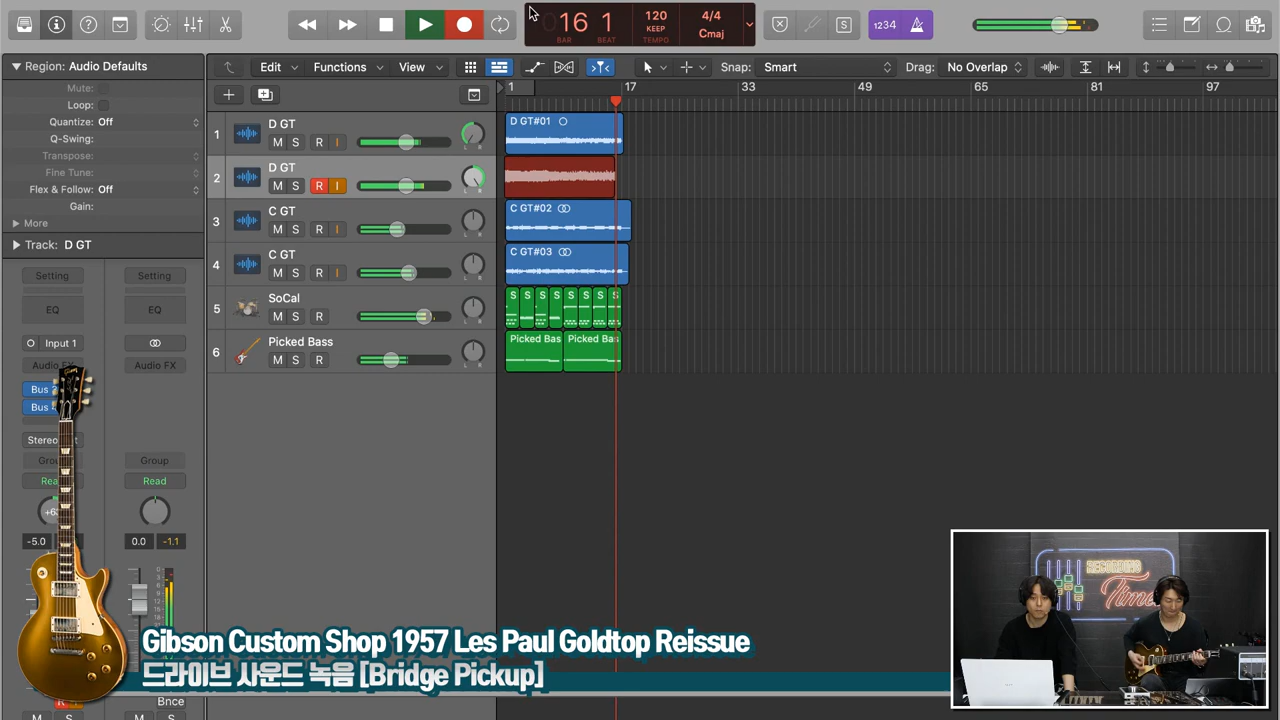 16 1
BAR BEAT
120
KEEP
TEMPO
4/4
Cmaj
1234
S
Region: Audio Defaults
Mute:
Loop:
Quantize: Off
Q-Swing:
Transpose:
Fine Tune:
Flex & Follow: Off
Gain:
More
Track: D GT
Edit Functions View
Snap: Smart
Drag: No Overlap
1 17 33 49 65 81 97
1 D GT
M S R I
L R
D GT#01
2 D GT
M S R I
L R
3 C GT
M S R I
L R
C GT#02
4 C GT
M S R I
L R
C GT#03
5 SoCal
M S R
L R
S S S S S S S S
6 Picked Bass
M S R
L R
Picked Bas Picked Bas
Setting Setting
EQ EQ
Input 1
Audio FX Audio FX
Bus
Bus
Group
Read
-5.0 0.0 -1.1
Bnce
M S M S
RECORDING
Time
Gibson Custom Shop 1957 Les Paul Goldtop Reissue
드라이브 사운드 녹음 [Bridge Pickup]